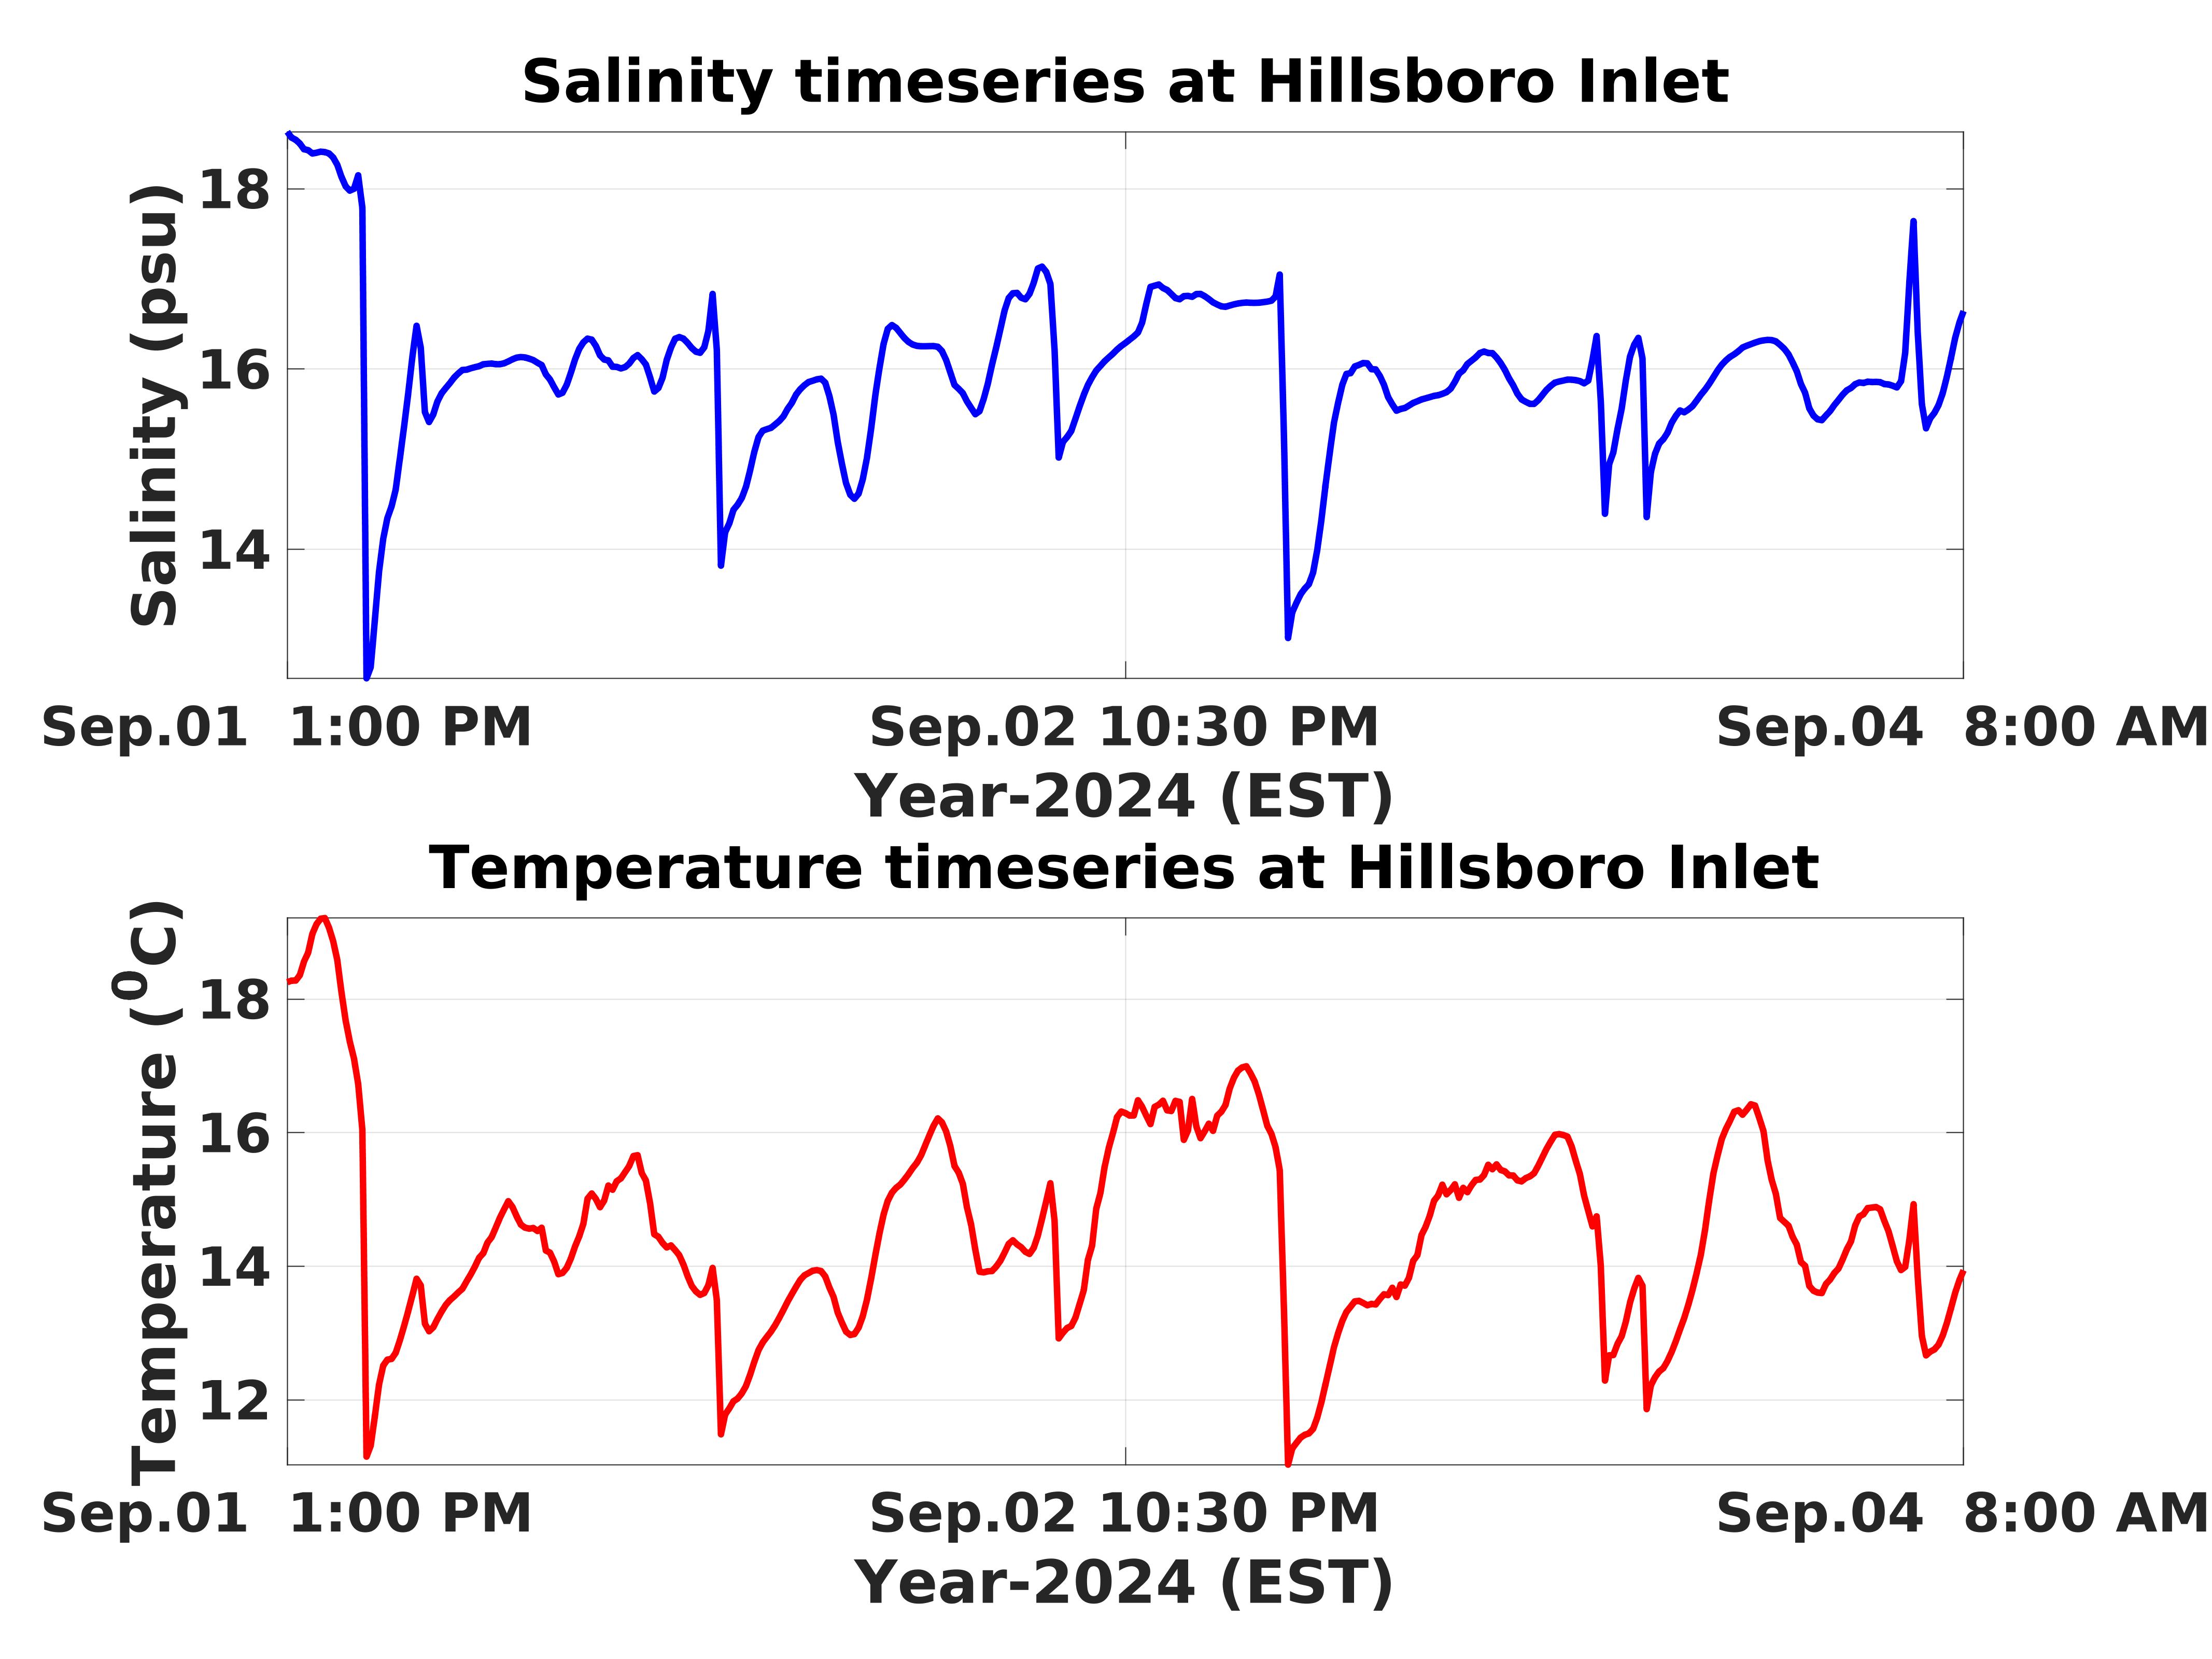 Salinity timeseries at Hillsboro Inlet
Salinity (psu)
18
16
14
Sep.01  1:00 PM
Sep.02 10:30 PM
Sep.04  8:00 AM
Year-2024 (EST)
Temperature timeseries at Hillsboro Inlet
Temperature (⁰C)
18
16
14
12
Sep.01  1:00 PM
Sep.02 10:30 PM
Sep.04  8:00 AM
Year-2024 (EST)